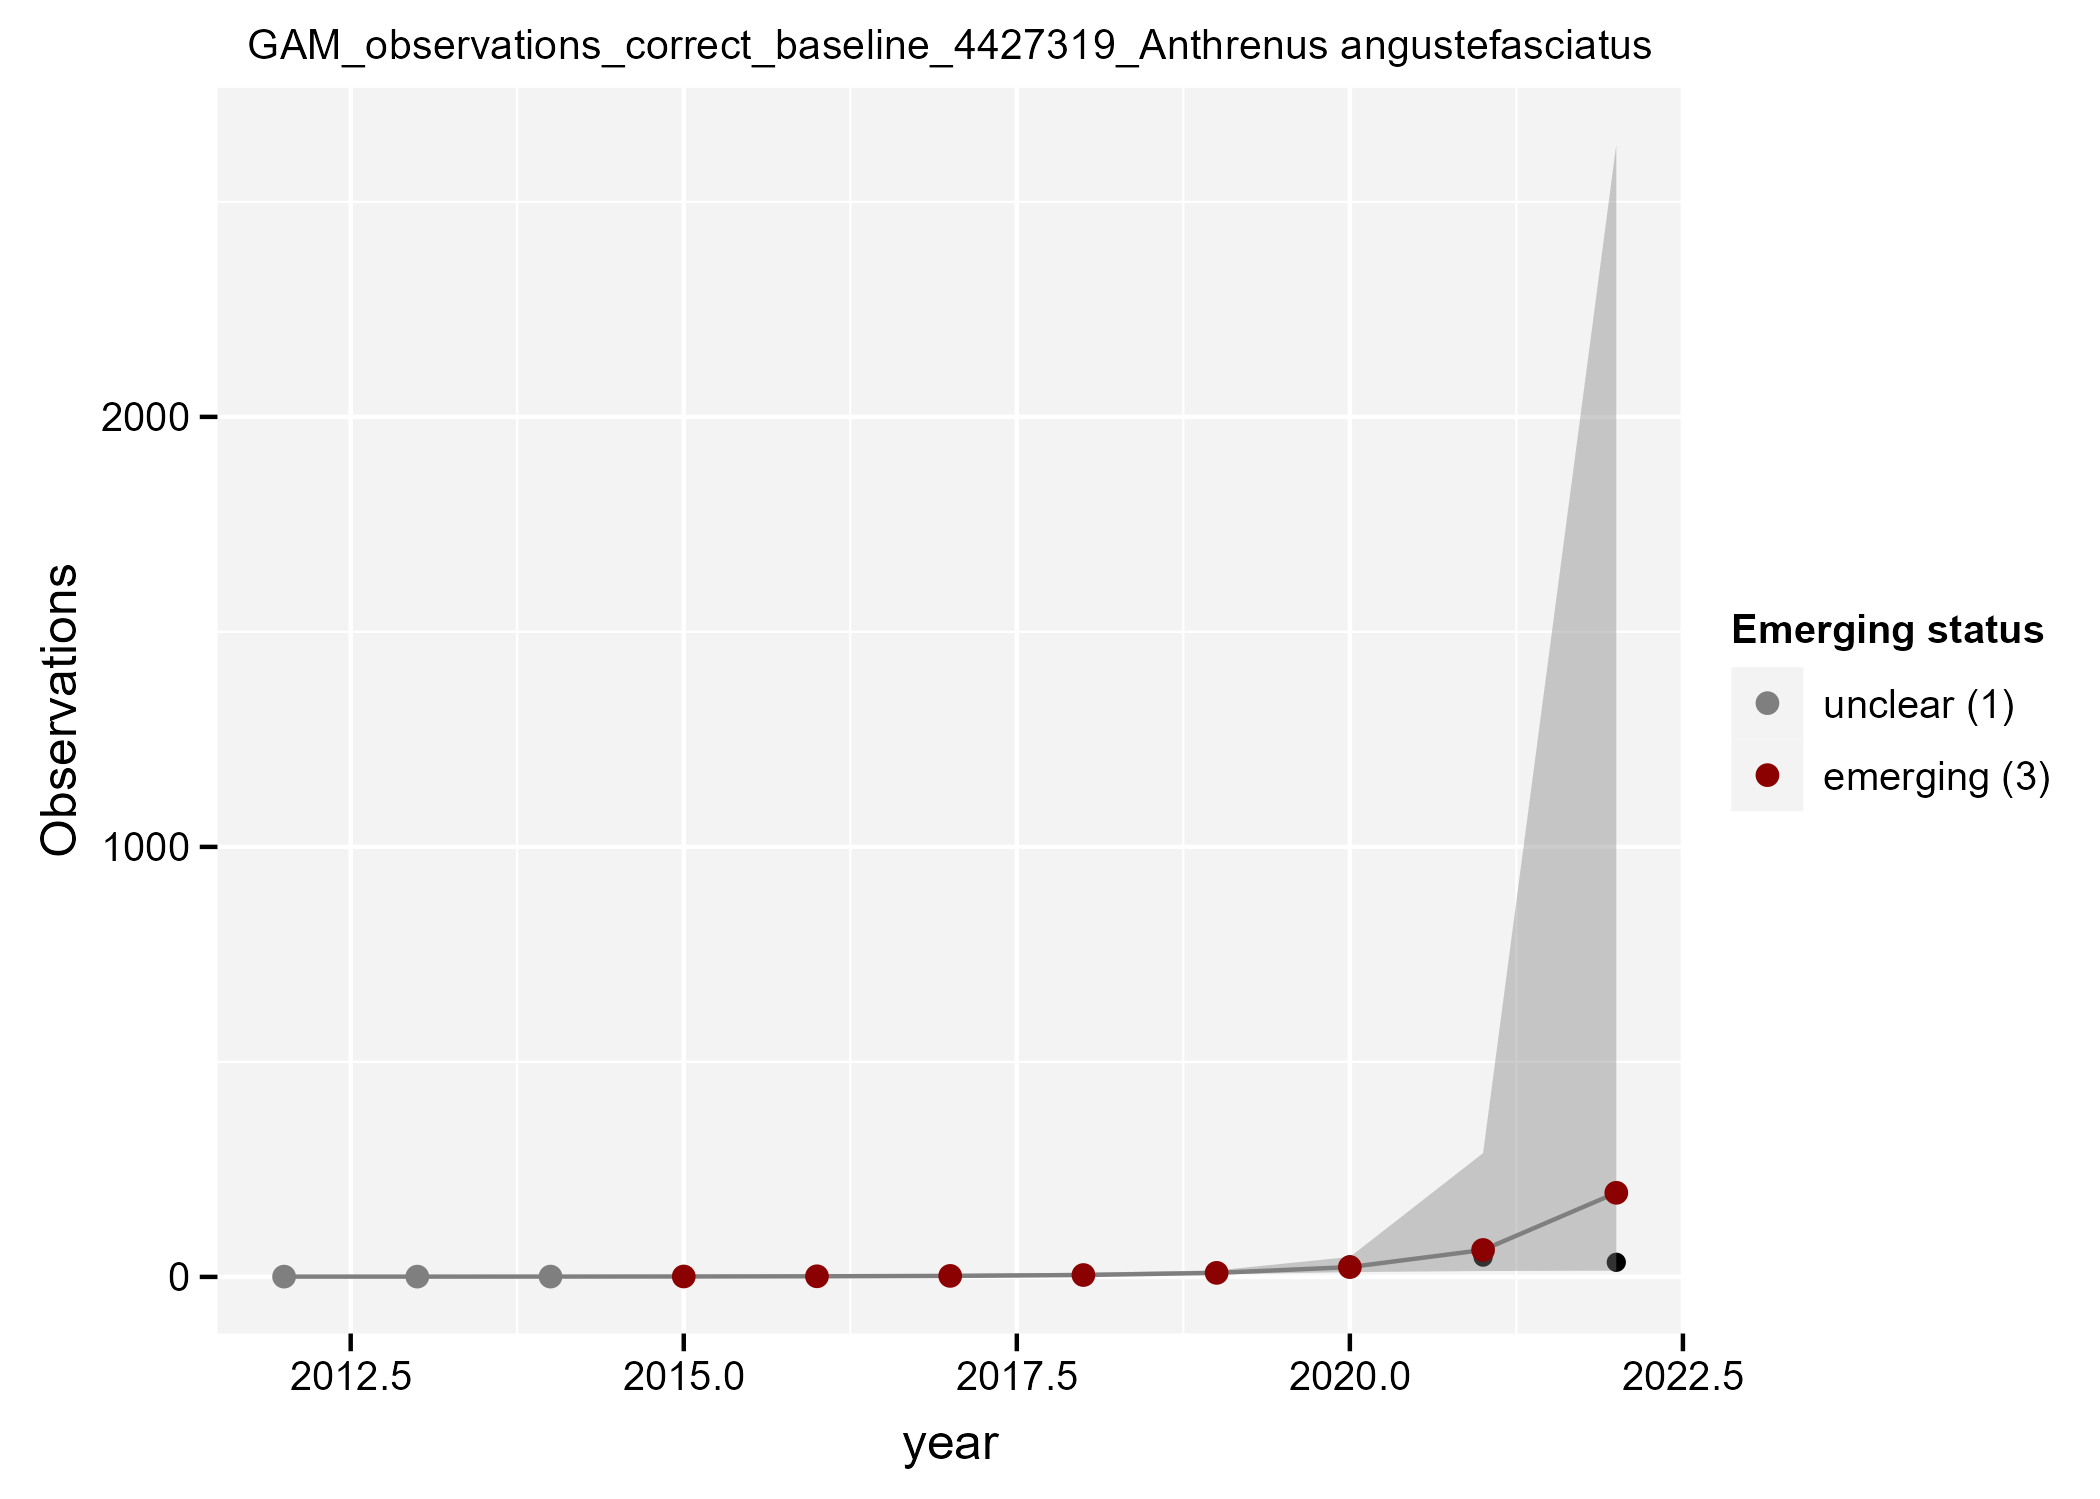 GAM_observations_correct_baseline_4427319_Anthrenus angustefasciatus
Observations
2000
1000
0
2012.5
2015.0
2017.5
2020.0
2022.5
year
Emerging status
unclear (1)
emerging (3)